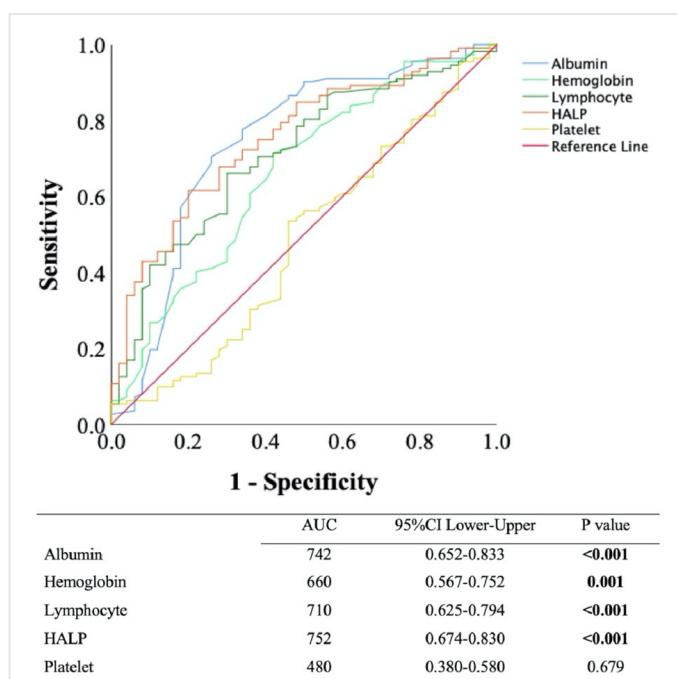 1.0
0.8
0.6
0.4
0.2
0.0
Sensitivity
0.0 0.2 0.4 0.6 0.8 1.0
1 - Specificity
Albumin
Hemoglobin
Lymphocyte
HALP
Platelet
Reference Line
AUC 95%CI Lower-Upper P value
Albumin 742 0.652-0.833 <0.001
Hemoglobin 660 0.567-0.752 0.001
Lymphocyte 710 0.625-0.794 <0.001
HALP 752 0.674-0.830 <0.001
Platelet 480 0.380-0.580 0.679